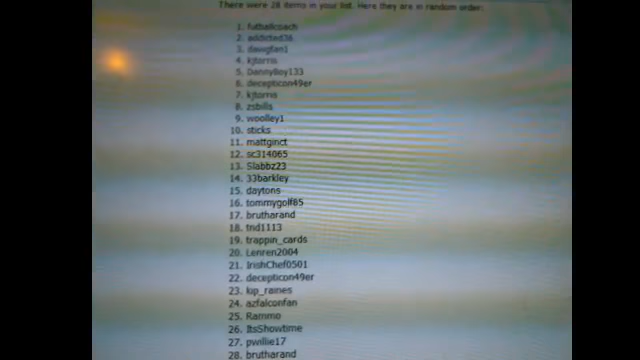 There were 28 items in your list. Here they are in random order:
1. futballcoach
2. addicted36
3. dawgfan1
4. kjtorris
5. DannyBoy133
6. decepticon49er
7. kjtorris
8. zsbills
9. woolley1
10. sticks
11. mattginct
12. sc314065
13. Slabbz23
14. 33barkley
15. daytons
16. tommygolf85
17. brutharand
18. tnd1113
19. trappin_cards
20. Lenren2004
21. IrishChef0501
22. decepticon49er
23. kip_raines
24. azfalconfan
25. Rammo
26. ItsShowtime
27. pwillie17
28. brutharand